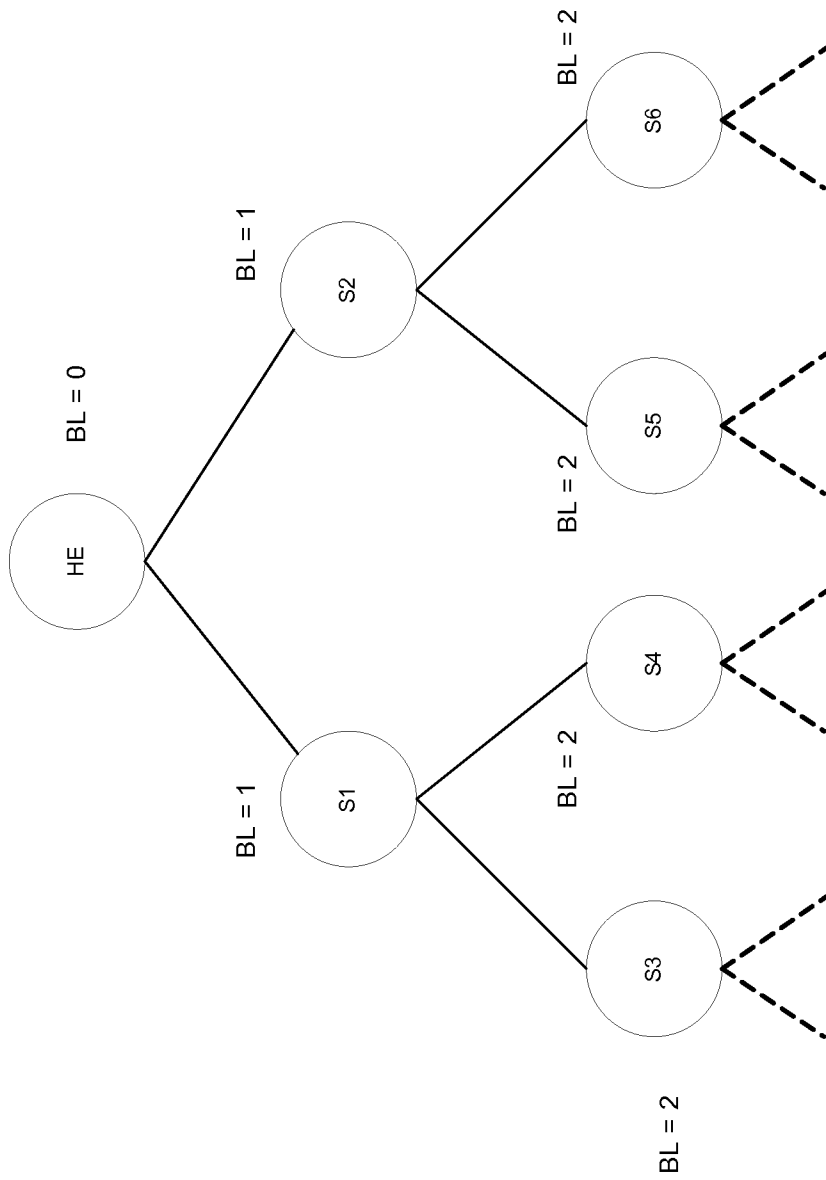 HE
BL = 0
BL = 1
S1
S2
BL = 1
BL = 2
S3
BL = 2
S4
BL = 2
S5
S6
BL = 2